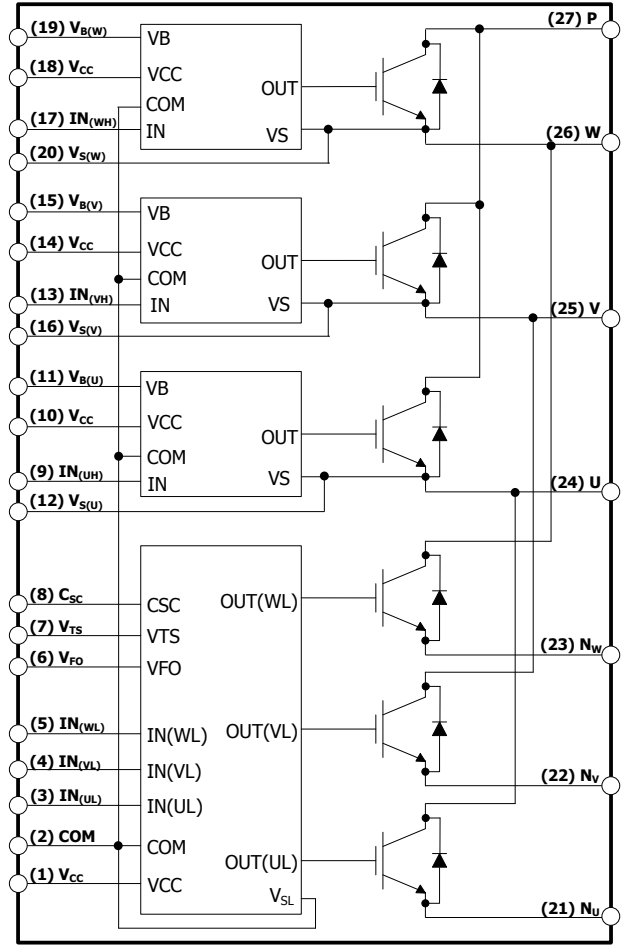 (19) VB(W)
VB
(27) P
(18) VCC
VCC
OUT
COM
(17) IN(WH)
IN
VS
(26) W
(20) VS(W)
(15) VB(V)
VB
(14) VCC
VCC
OUT
COM
(13) IN(VH)
IN
VS
(25) V
(16) VS(V)
(11) VB(U)
VB
(10) VCC
VCC
OUT
COM
(9) IN(UH)
IN
VS
(24) U
(12) VS(U)
(8) CSC
CSC
OUT(WL)
(7) VTS
VTS
(23) NW
(6) VFO
VFO
(5) IN(WL)
IN(WL)
OUT(VL)
(4) IN(VL)
IN(VL)
(22) NV
(3) IN(UL)
IN(UL)
(2) COM
COM
OUT(UL)
(1) VCC
VCC
VSL
(21) NU